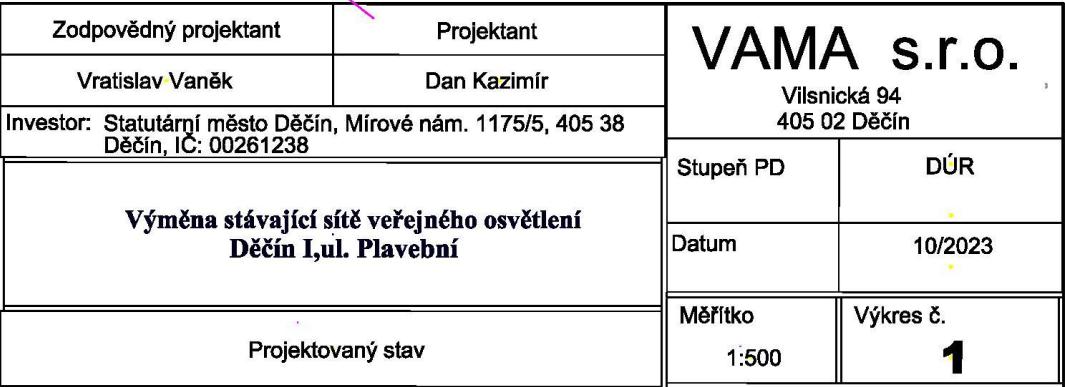 Zodpovědný projektant
Projektant
Vratislav Vaněk
Dan Kazimír
Investor: Statutární město Děčín, Mírové nám. 1175/5, 405 38
Děčín, IČ: 00261238
Výměna stávající sítě veřejného osvětlení
Děčín I,ul. Plavební
Projektovaný stav
VAMA s.r.o.
Vilsnická 94
405 02 Děčín
Stupeň PD
DÚR
Datum
10/2023
Měřítko
1:500
Výkres č.
1